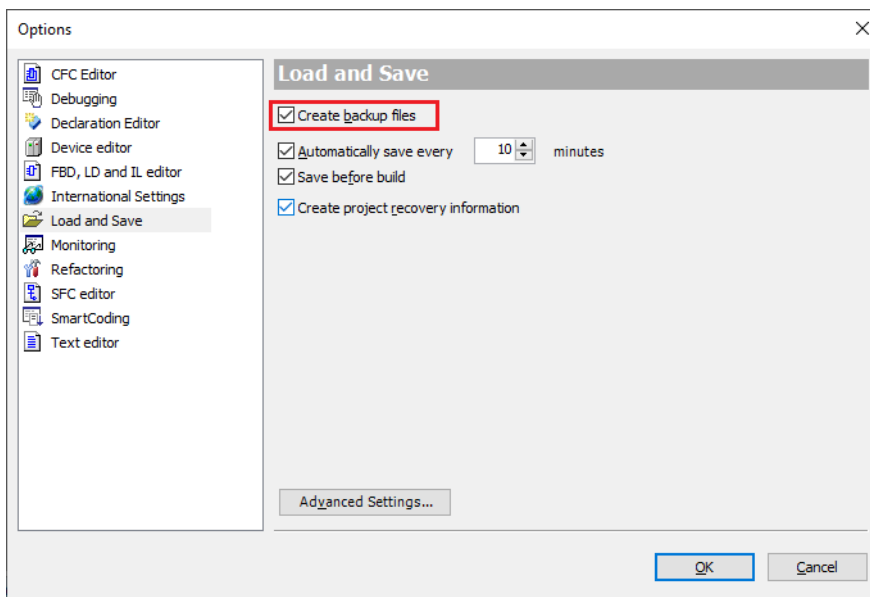 Options
CFC Editor
Debugging
Declaration Editor
Device editor
FBD, LD and IL editor
International Settings
Load and Save
Monitoring
Refactoring
SFC editor
SmartCoding
Text editor
Load and Save
Create backup files
Automatically save every 10 minutes
Save before build
Create project recovery information
Advanced Settings...
OK Cancel